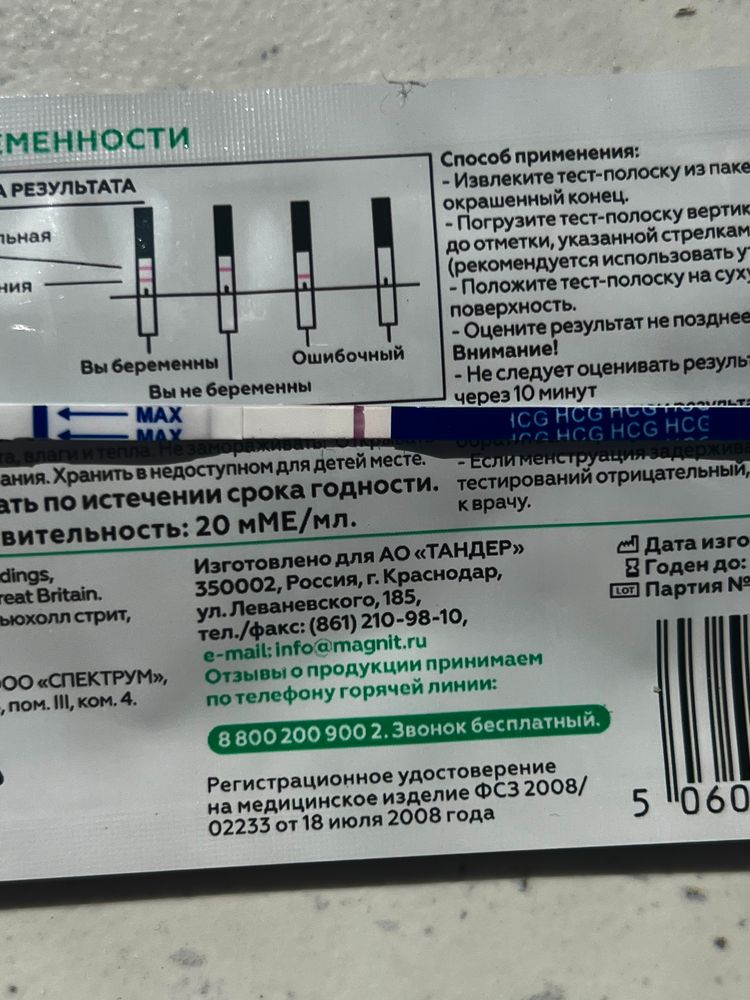 ЕМЕННОСТИ
А РЕЗУЛЬТАТА
льная
ния
Вы беременны
Вы не беременны
Ошибочный
Способ применения:
- Извлеките тест-полоску из паке
окрашенный конец.
- Погрузите тест-полоску вертик
до отметки, указанной стрелкам
(рекомендуется использовать у
- Положите тест-полоску на суху
поверхность.
- Оцените результат не позднее
Внимание!
- Не следует оценивать резуль
через 10 минут
MAX
MAX
HCG HCG HCG HCG
HCG HCG HCG HCG
та, влаги и тепла. Не замораживать! Открывать
ания. Хранить в недоступном для детей месте.
ать по истечении срока годности.
вительность: 20 мМЕ/мл.
- Если менструация задержив
тестирований отрицательный,
к врачу.
dings,
reat Britain.
ьюхолл стрит,
ОО «СПЕКТРУМ»,
, пом. III, ком. 4.
Изготовлено для АО «ТАНДЕР»
350002, Россия, г. Краснодар,
ул. Леваневского, 185,
тел./факс: (861) 210-98-10,
e-mail: info@magnit.ru
Отзывы о продукции принимаем
по телефону горячей линии:
8 800 200 900 2. Звонок бесплатный.
Регистрационное удостоверение
на медицинское изделие ФСЗ 2008/
02233 от 18 июля 2008 года
Дата изго
Годен до:
LOT Партия №
5 060